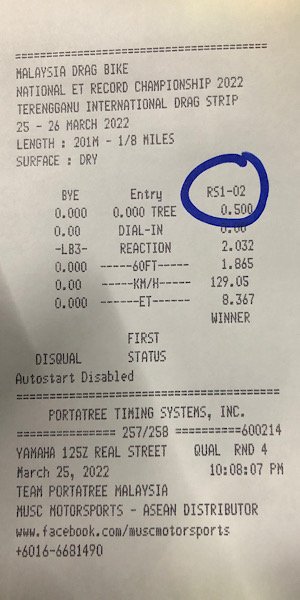 ========================================
MALAYSIA DRAG BIKE
NATIONAL ET RECORD CHAMPIONSHIP 2022
TERENGGANU INTERNATIONAL DRAG STRIP
25 - 26 MARCH 2022
LENGTH : 201M - 1/8 MILES
SURFACE : DRY
BYE Entry RS1-02
0.000 0.000 TREE 0.500
0.00 DIAL-IN 0.00
-LB3- REACTION 2.032
0.000 ------60FT------ 1.865
0.00 ------KM/H------ 129.05
0.000 -------ET------- 8.367
WINNER
FIRST
DISQUAL STATUS
Autostart Disabled
========================================
PORTATREE TIMING SYSTEMS, INC.
=============== 257/258 ==========600214
YAMAHA 125Z REAL STREET QUAL RND 4
March 25, 2022 10:08:07 PM
TEAM PORTATREE MALAYSIA
MUSC MOTORSPORTS - ASEAN DISTRIBUTOR
www.facebook.com/muscmotorsports
+6016-6681490